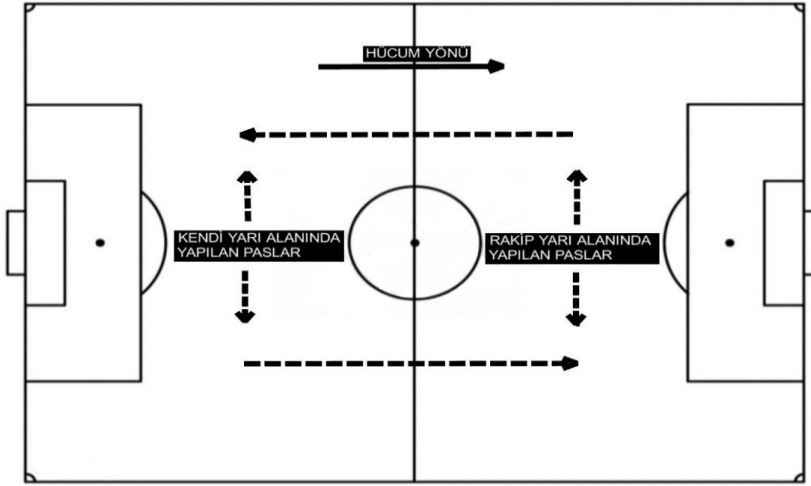 HÜCUM YÖNÜ
KENDİ YARI ALANINDA
YAPILAN PASLAR
RAKİP YARI ALANINDA
YAPILAN PASLAR